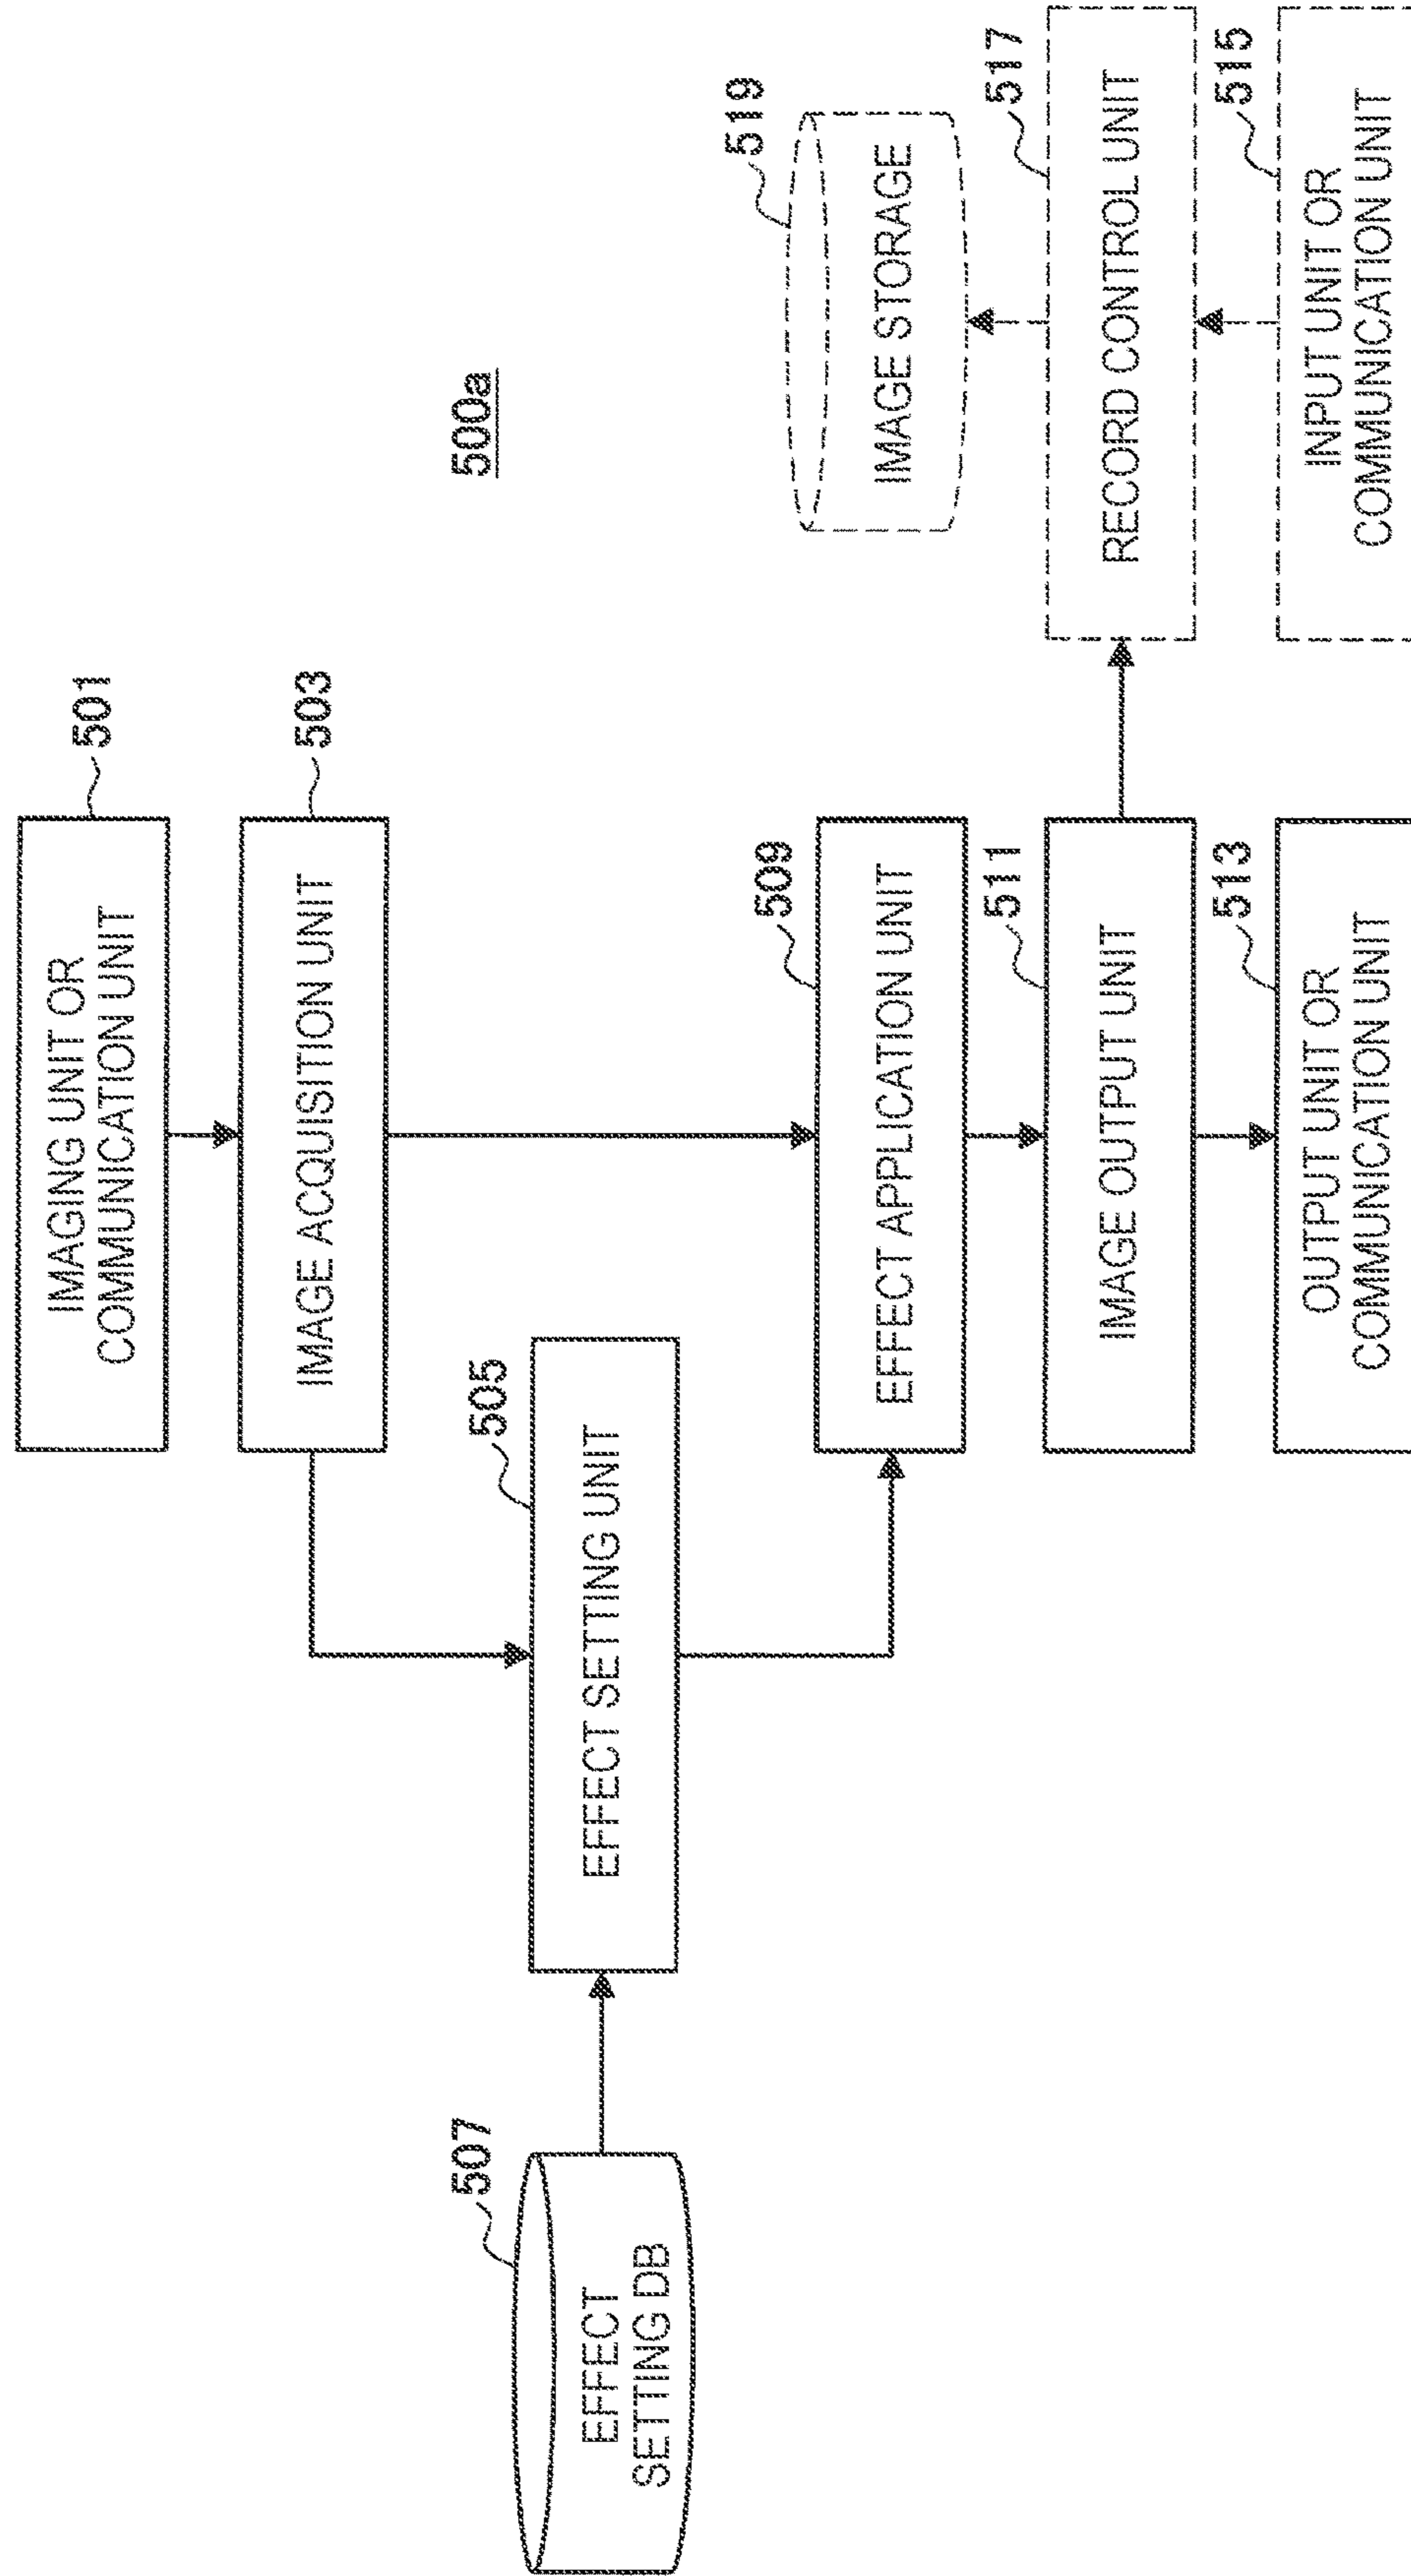 500a
501
IMAGING UNIT OR
COMMUNICATION UNIT
503
IMAGE ACQUISITION UNIT
507
EFFECT
SETTING DB
505
EFFECT SETTING UNIT
509
EFFECT APPLICATION UNIT
519
IMAGE STORAGE
511
IMAGE OUTPUT UNIT
517
RECORD CONTROL UNIT
513
OUTPUT UNIT OR
COMMUNICATION UNIT
515
INPUT UNIT OR
COMMUNICATION UNIT